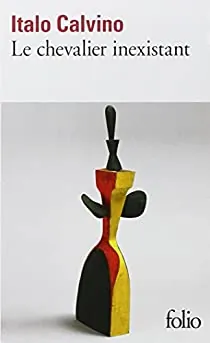 Italo Calvino
Le chevalier inexistant
folio